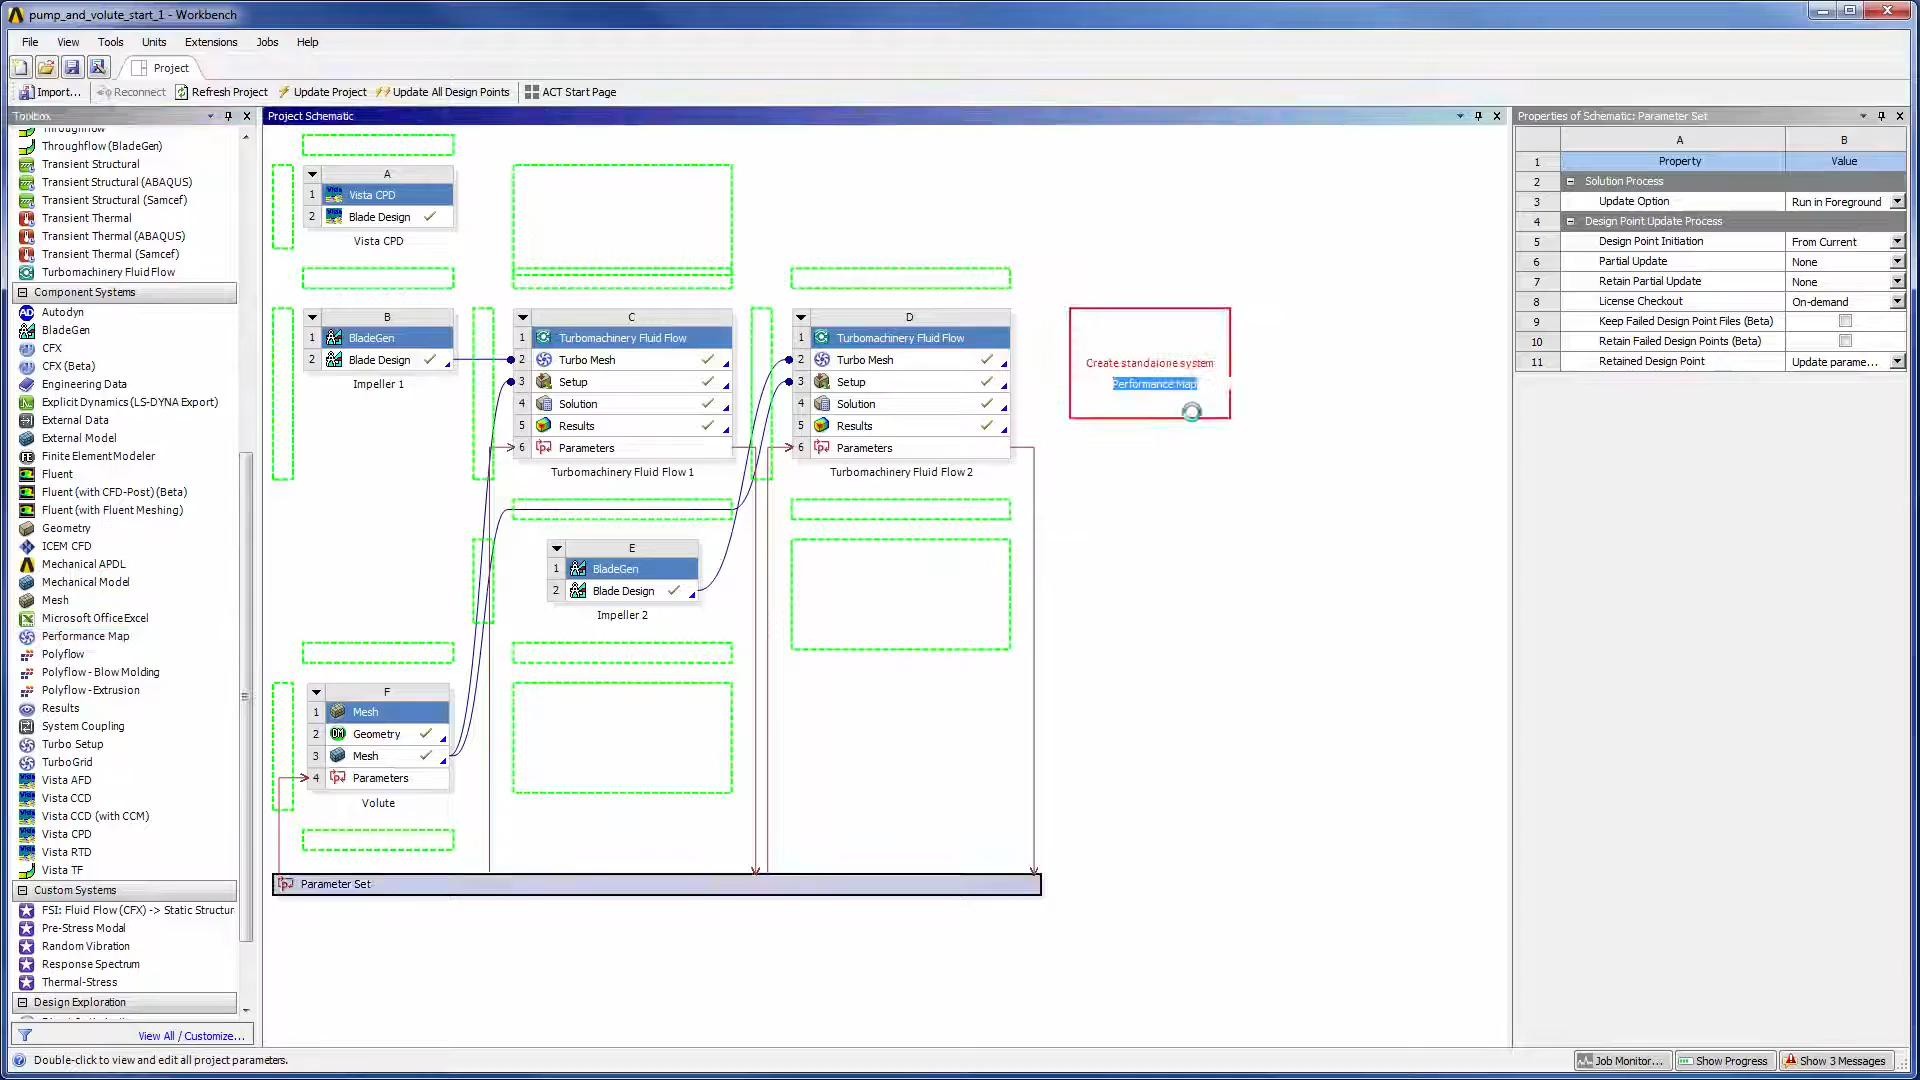 pump_and_volute_start_1 - Workbench
File View Tools Units Extensions Jobs Help
Project
Import... Reconnect Refresh Project Update Project Update All Design Points ACT Start Page
Toolbox
Throughflow
Throughflow (BladeGen)
Transient Structural
Transient Structural (ABAQUS)
Transient Structural (Samcef)
Transient Thermal
Transient Thermal (ABAQUS)
Transient Thermal (Samcef)
Turbomachinery Fluid Flow
Component Systems
Autodyn
BladeGen
CFX
CFX (Beta)
Engineering Data
Explicit Dynamics (LS-DYNA Export)
External Data
External Model
Finite Element Modeler
Fluent
Fluent (with CFD-Post) (Beta)
Fluent (with Fluent Meshing)
Geometry
ICEM CFD
Mechanical APDL
Mechanical Model
Mesh
Microsoft Office Excel
Performance Map
Polyflow
Polyflow - Blow Molding
Polyflow - Extrusion
Results
System Coupling
Turbo Setup
TurboGrid
Vista AFD
Vista CCD
Vista CCD (with CCM)
Vista CPD
Vista RTD
Vista TF
Custom Systems
FSI: Fluid Flow (CFX) -> Static Structur
Pre-Stress Modal
Random Vibration
Response Spectrum
Thermal-Stress
Design Exploration
View All / Customize...
Project Schematic
A
1 Vista CPD
2 Blade Design
Vista CPD
B
1 BladeGen
2 Blade Design
Impeller 1
C
1 Turbomachinery Fluid Flow
2 Turbo Mesh
3 Setup
4 Solution
5 Results
6 Parameters
Turbomachinery Fluid Flow 1
D
1 Turbomachinery Fluid Flow
2 Turbo Mesh
3 Setup
4 Solution
5 Results
6 Parameters
Turbomachinery Fluid Flow 2
Create standalone system
Performance Map
E
1 BladeGen
2 Blade Design
Impeller 2
F
1 Mesh
2 Geometry
3 Mesh
4 Parameters
Volute
Parameter Set
Properties of Schematic: Parameter Set
A B
1 Property Value
2 Solution Process
3 Update Option Run in Foreground
4 Design Point Update Process
5 Design Point Initiation From Current
6 Partial Update None
7 Retain Partial Update None
8 License Checkout On-demand
9 Keep Failed Design Point Files (Beta)
10 Retain Failed Design Points (Beta)
11 Retained Design Point Update parame...
Double-click to view and edit all project parameters.
Job Monitor... Show Progress Show 3 Messages